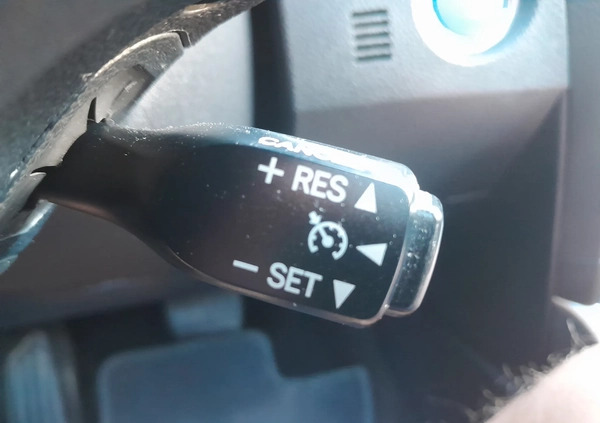 + RES ▲
◀
− SET ▼